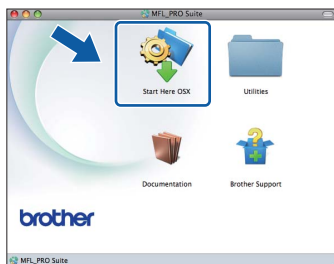 MFL_PRO Suite
Start Here OSX
Utilities
Documentation
Brother Support
brother
MFL_PRO Suite